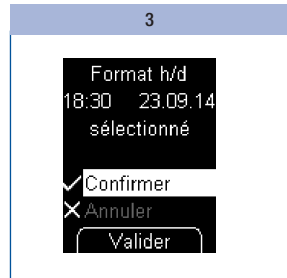 3
Format h/d
18:30 23.09.14
sélectionné
Confirmer
Annuler
Valider